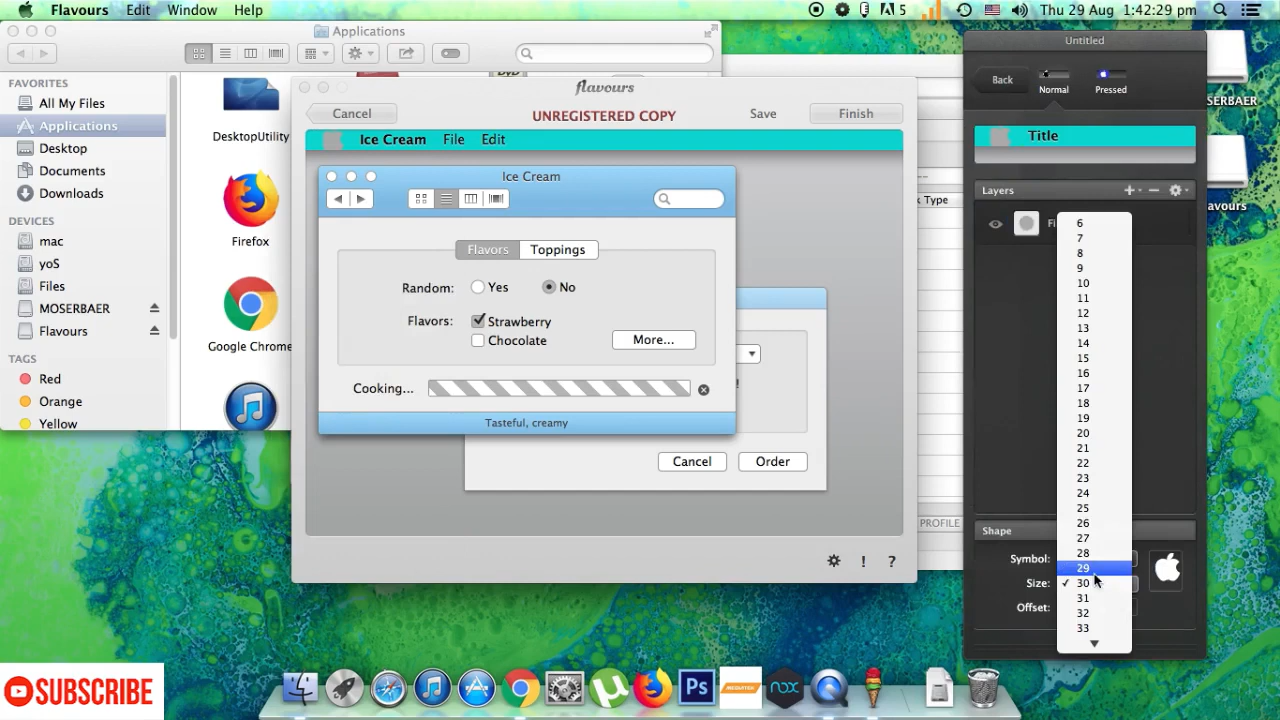 Flavours Edit Window Help
5 Thu 29 Aug 1:42:29 pm
Applications
FAVORITES
All My Files
Applications
Desktop
Documents
Downloads
DEVICES
mac
yoS
Files
MOSERBAER
Flavours
TAGS
Red
Orange
Yellow
DesktopUtility
Firefox
Google Chrome
flavours
Cancel
UNREGISTERED COPY
Save
Finish
Ice Cream File Edit
Ice Cream
Flavors Toppings
Random: Yes No
Flavors: Strawberry
Chocolate
More...
Cooking...
Tasteful, creamy
Cancel Order
! ?
Type
PROFILE
Untitled
Back
Normal
Pressed
Title
Layers
6
7
8
9
10
11
12
13
14
15
16
17
18
19
20
21
22
23
24
25
26
27
28
29
✓ 30
31
32
33
Shape
Symbol:
Size:
Offset:
SERBAER
avours
SUBSCRIBE
Ps
MEDIATEK
nox